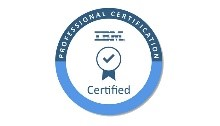 PROFESSIONAL CERTIFICATION
IBM
Certified